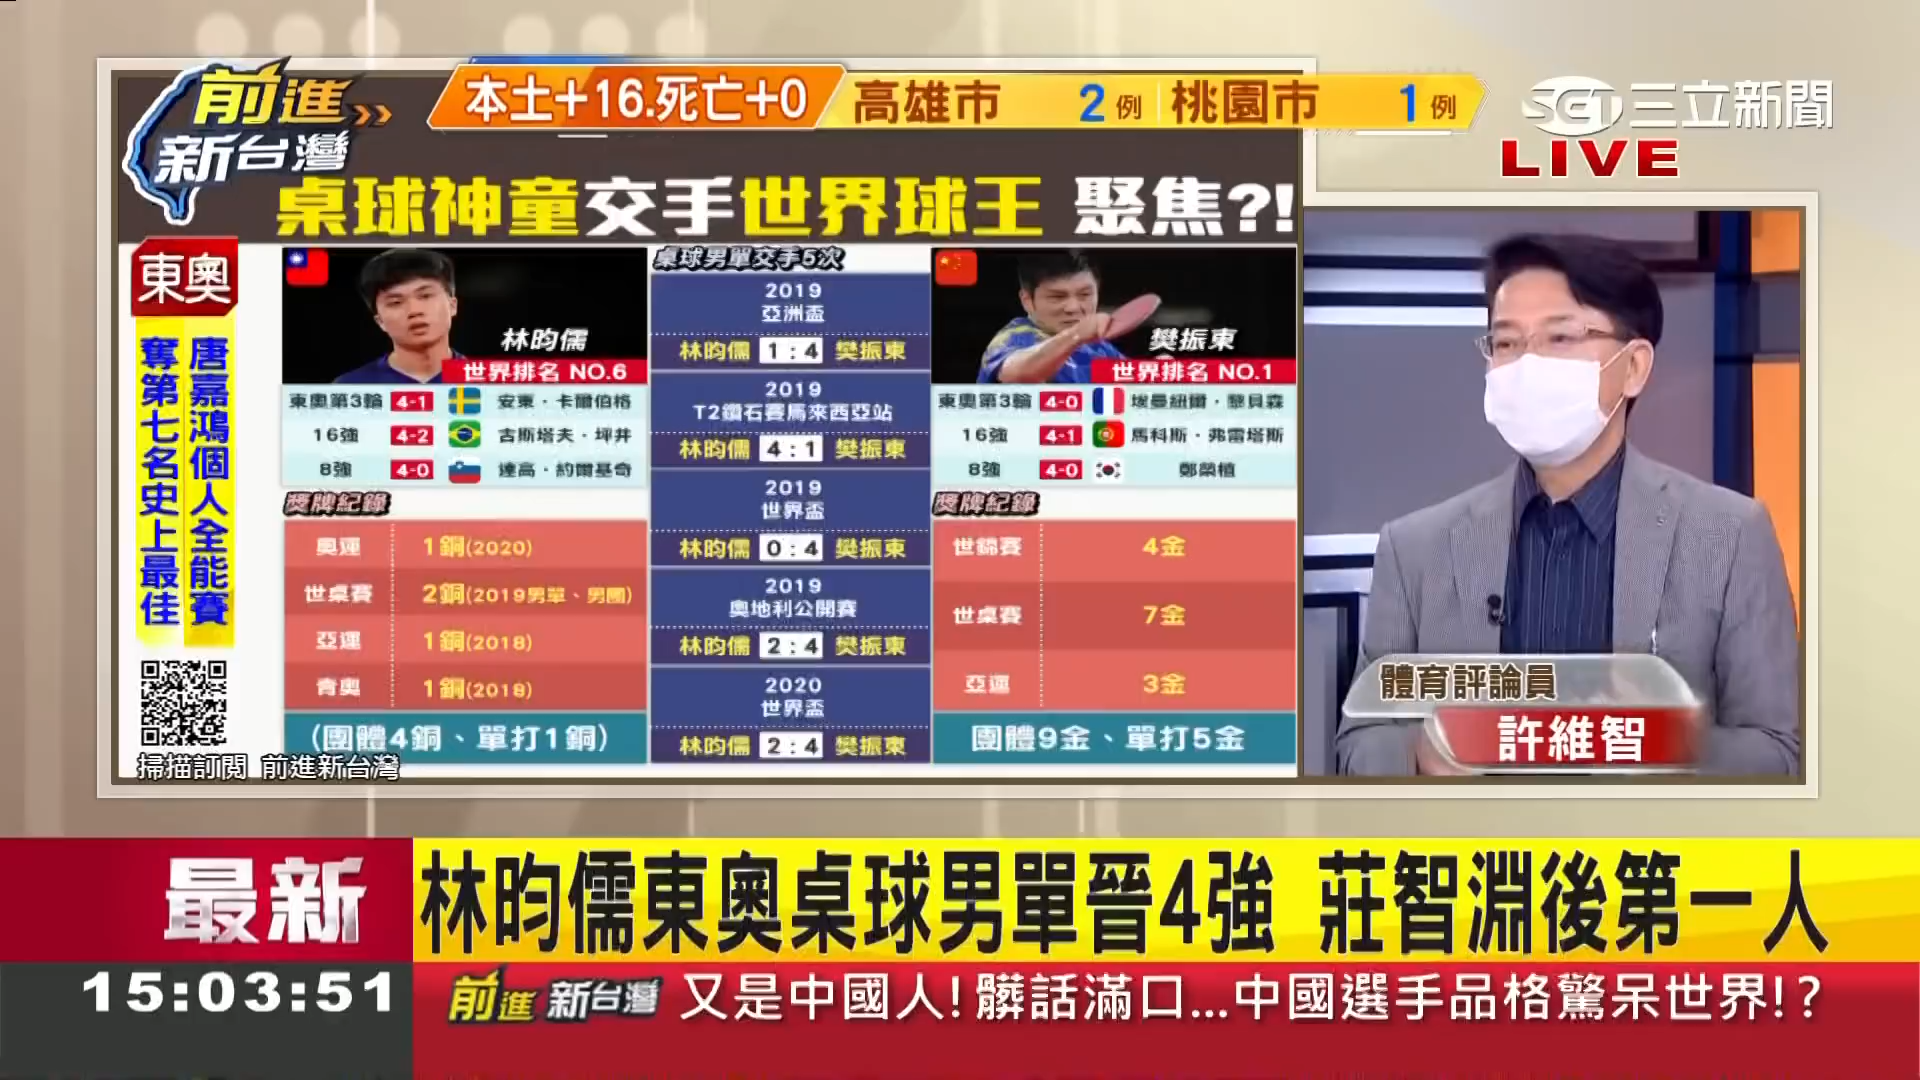 前進
新台灣
本土+16.死亡+0
高雄市 2例 桃園市 1例
SET三立新聞
LIVE
桌球神童交手世界球王 聚焦?!
東奧
唐嘉鴻個人全能賽
奪第七名史上最佳
掃描訂閱 前進新台灣
林昀儒
世界排名 NO.6
東奧第3輪 4-1 安東·卡爾伯格
16強 4-2 古斯塔夫·坪井
8強 4-0 達高·約爾基奇
獎牌紀錄
奧運 1銅(2020)
世桌賽 2銅(2019男單、男團)
亞運 1銅(2018)
青奧 1銅(2018)
(團體4銅、單打1銅)
桌球男單交手5次
2019
亞洲盃
林昀儒 1:4 樊振東
2019
T2鑽石賽馬來西亞站
林昀儒 4:1 樊振東
2019
世界盃
林昀儒 0:4 樊振東
2019
奧地利公開賽
林昀儒 2:4 樊振東
2020
世界盃
林昀儒 2:4 樊振東
樊振東
世界排名 NO.1
東奧第3輪 4-0 埃曼紐爾·黎貝森
16強 4-1 馬科斯·弗雷塔斯
8強 4-0 鄭榮植
獎牌紀錄
世錦賽 4金
世桌賽 7金
亞運 3金
團體9金、單打5金
體育評論員
許維智
最新
林昀儒東奧桌球男單晉4強 莊智淵後第一人
15:03:51
前進新台灣 又是中國人!髒話滿口...中國選手品格驚呆世界!?